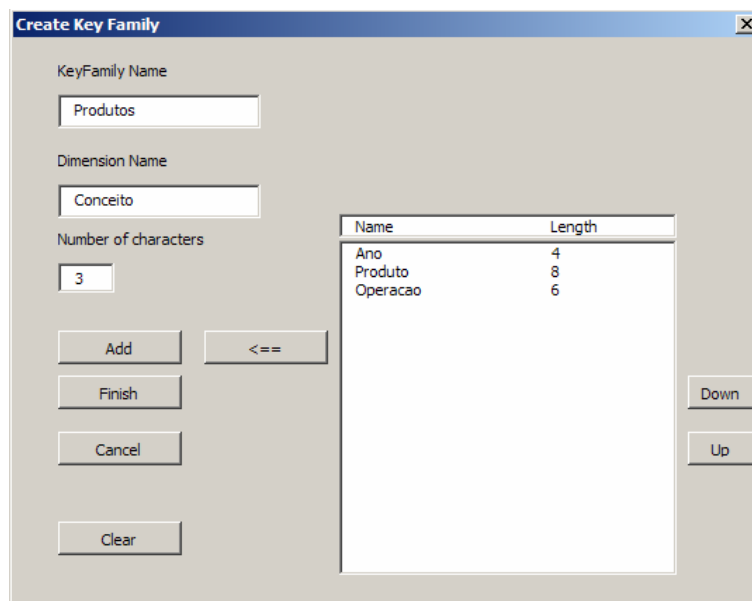 Create Key Family
KeyFamily Name
Produtos
Dimension Name
Conceito
Number of characters
3
Name Length
Ano 4
Produto 8
Operacao 6
Add <==
Finish
Down
Cancel
Up
Clear